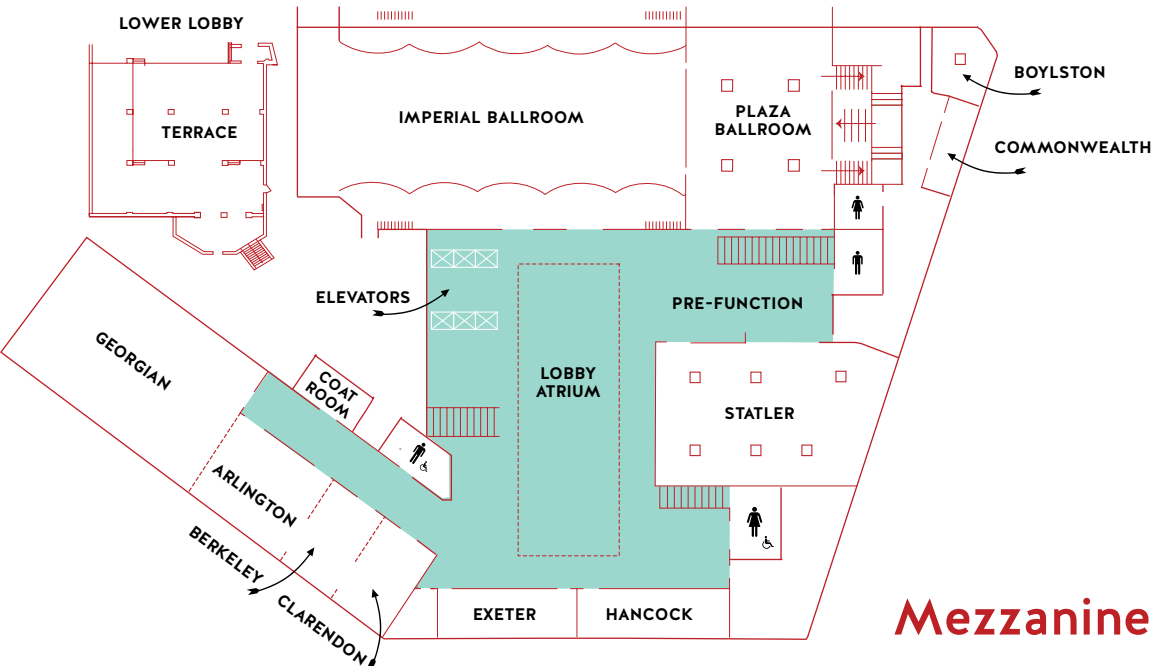 LOWER LOBBY
TERRACE
IMPERIAL BALLROOM
PLAZA
BALLROOM
BOYLSTON
COMMONWEALTH
ELEVATORS
PRE-FUNCTION
GEORGIAN
COAT
ROOM
LOBBY
ATRIUM
STATLER
ARLINGTON
BERKELEY
CLARENDON
EXETER
HANCOCK
Mezzanine